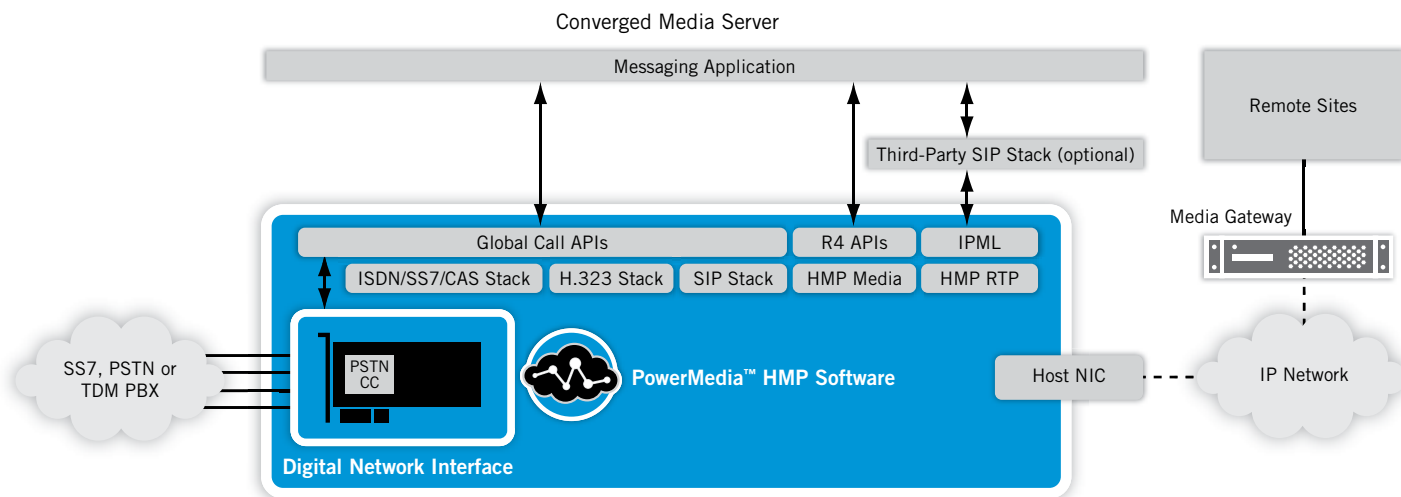 Converged Media Server
Messaging Application
Remote Sites
Third-Party SIP Stack (optional)
Media Gateway
Global Call APIs
R4 APIs
IPML
ISDN/SS7/CAS Stack
H.323 Stack
SIP Stack
HMP Media
HMP RTP
SS7, PSTN or
TDM PBX
PSTN
CC
PowerMedia™ HMP Software
Host NIC
IP Network
Digital Network Interface